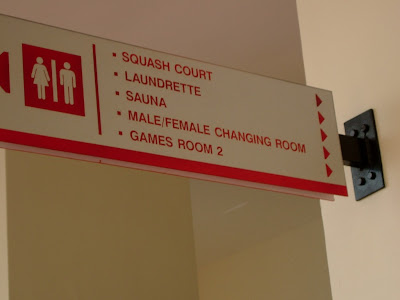 SQUASH COURT
LAUNDRETTE
SAUNA
MALE/FEMALE CHANGING ROOM
GAMES ROOM 2